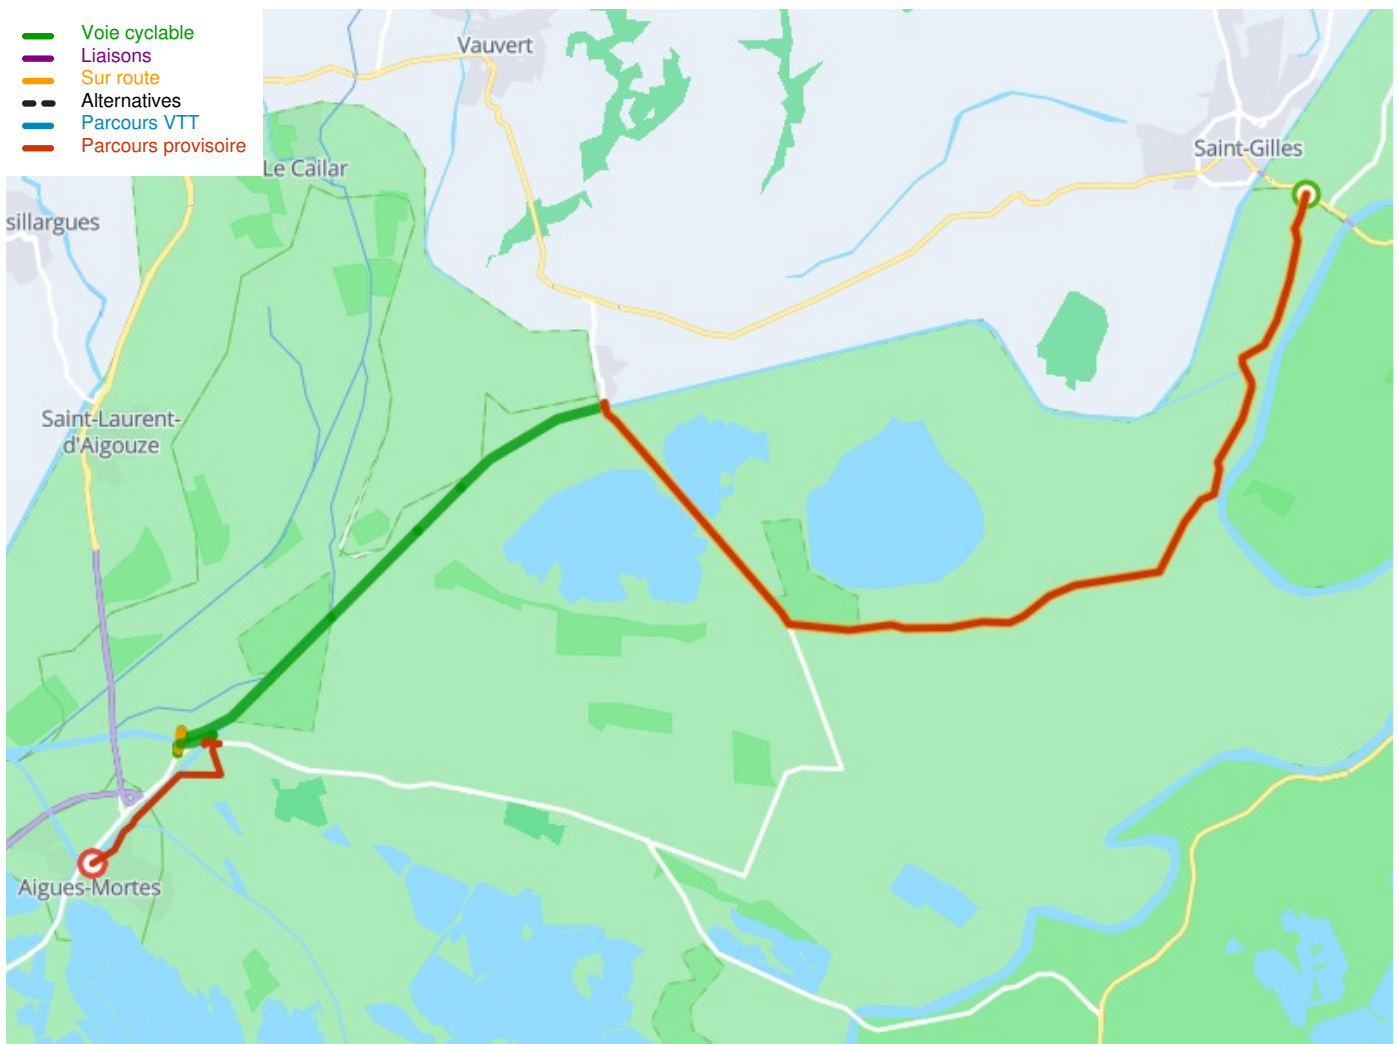 Voie cyclable
Liaisons
Sur route
Alternatives
Parcours VTT
Parcours provisoire
Vauvert
Saint-Gilles
Le Cailar
sillargues
Saint-Laurent-
d'Aigouze
Aigues-Mortes